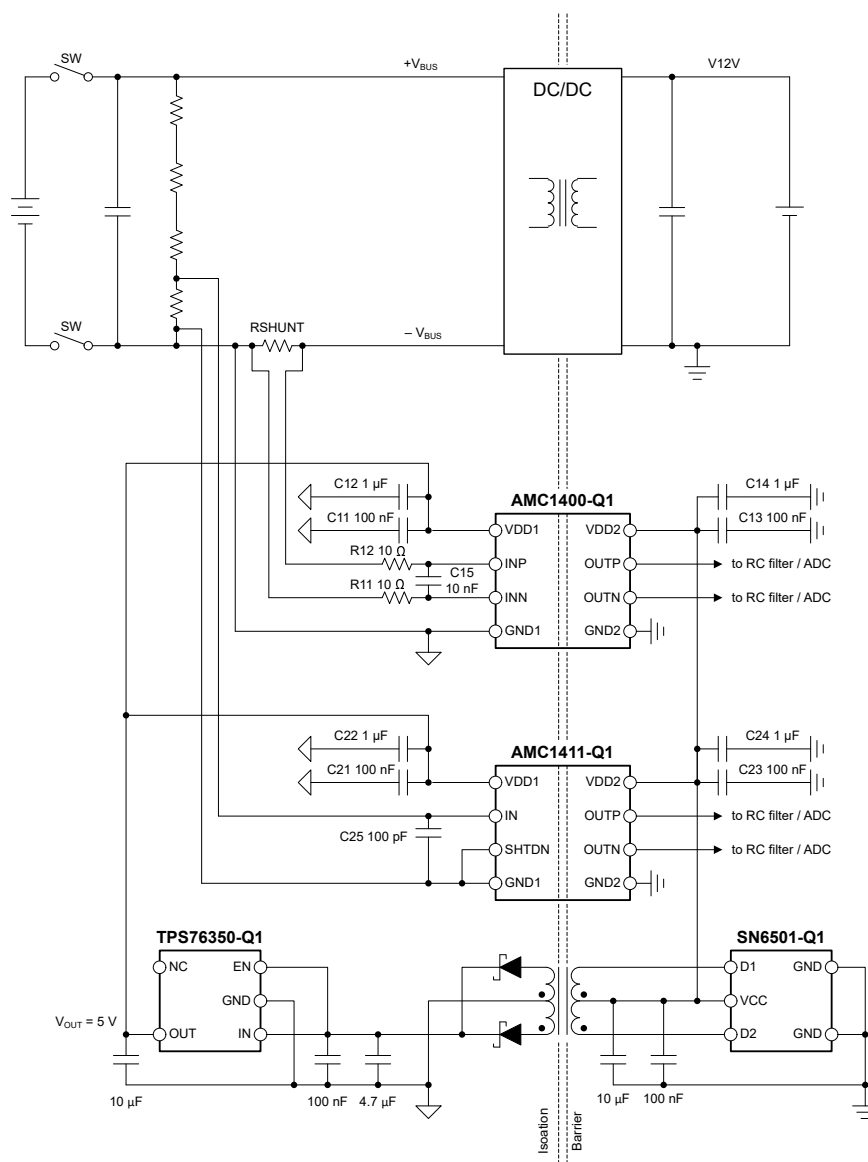 SW
+VBUS
V12V
DC/DC
SW
RSHUNT
– VBUS
C12 1 µF
C14 1 µF
AMC1400-Q1
C11 100 nF
VDD1
VDD2
C13 100 nF
R12 10 Ω
INP
OUTP
to RC filter / ADC
C15
10 nF
R11 10 Ω
INN
OUTN
to RC filter / ADC
GND1
GND2
C22 1 µF
C24 1 µF
AMC1411-Q1
C21 100 nF
VDD1
VDD2
C23 100 nF
IN
OUTP
to RC filter / ADC
C25 100 pF
SHTDN
OUTN
to RC filter / ADC
GND1
GND2
TPS76350-Q1
SN6501-Q1
NC
EN
D1
GND
GND
VCC
VOUT = 5 V
OUT
IN
D2
GND
10 µF
100 nF
4.7 µF
10 µF
100 nF
Isoation
Barrier